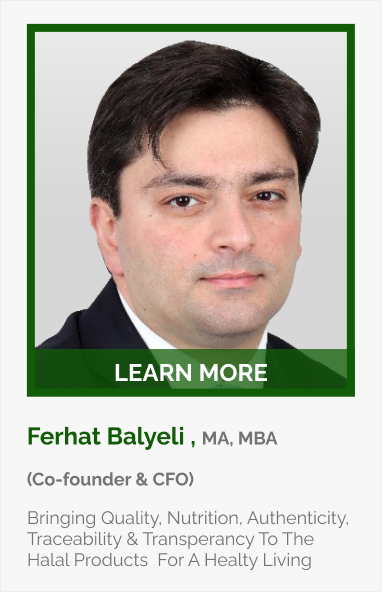 LEARN MORE
Ferhat Balyeli , MA, MBA
(Co-founder & CFO)
Bringing Quality, Nutrition, Authenticity,
Traceability & Transperancy To The
Halal Products For A Healty Living